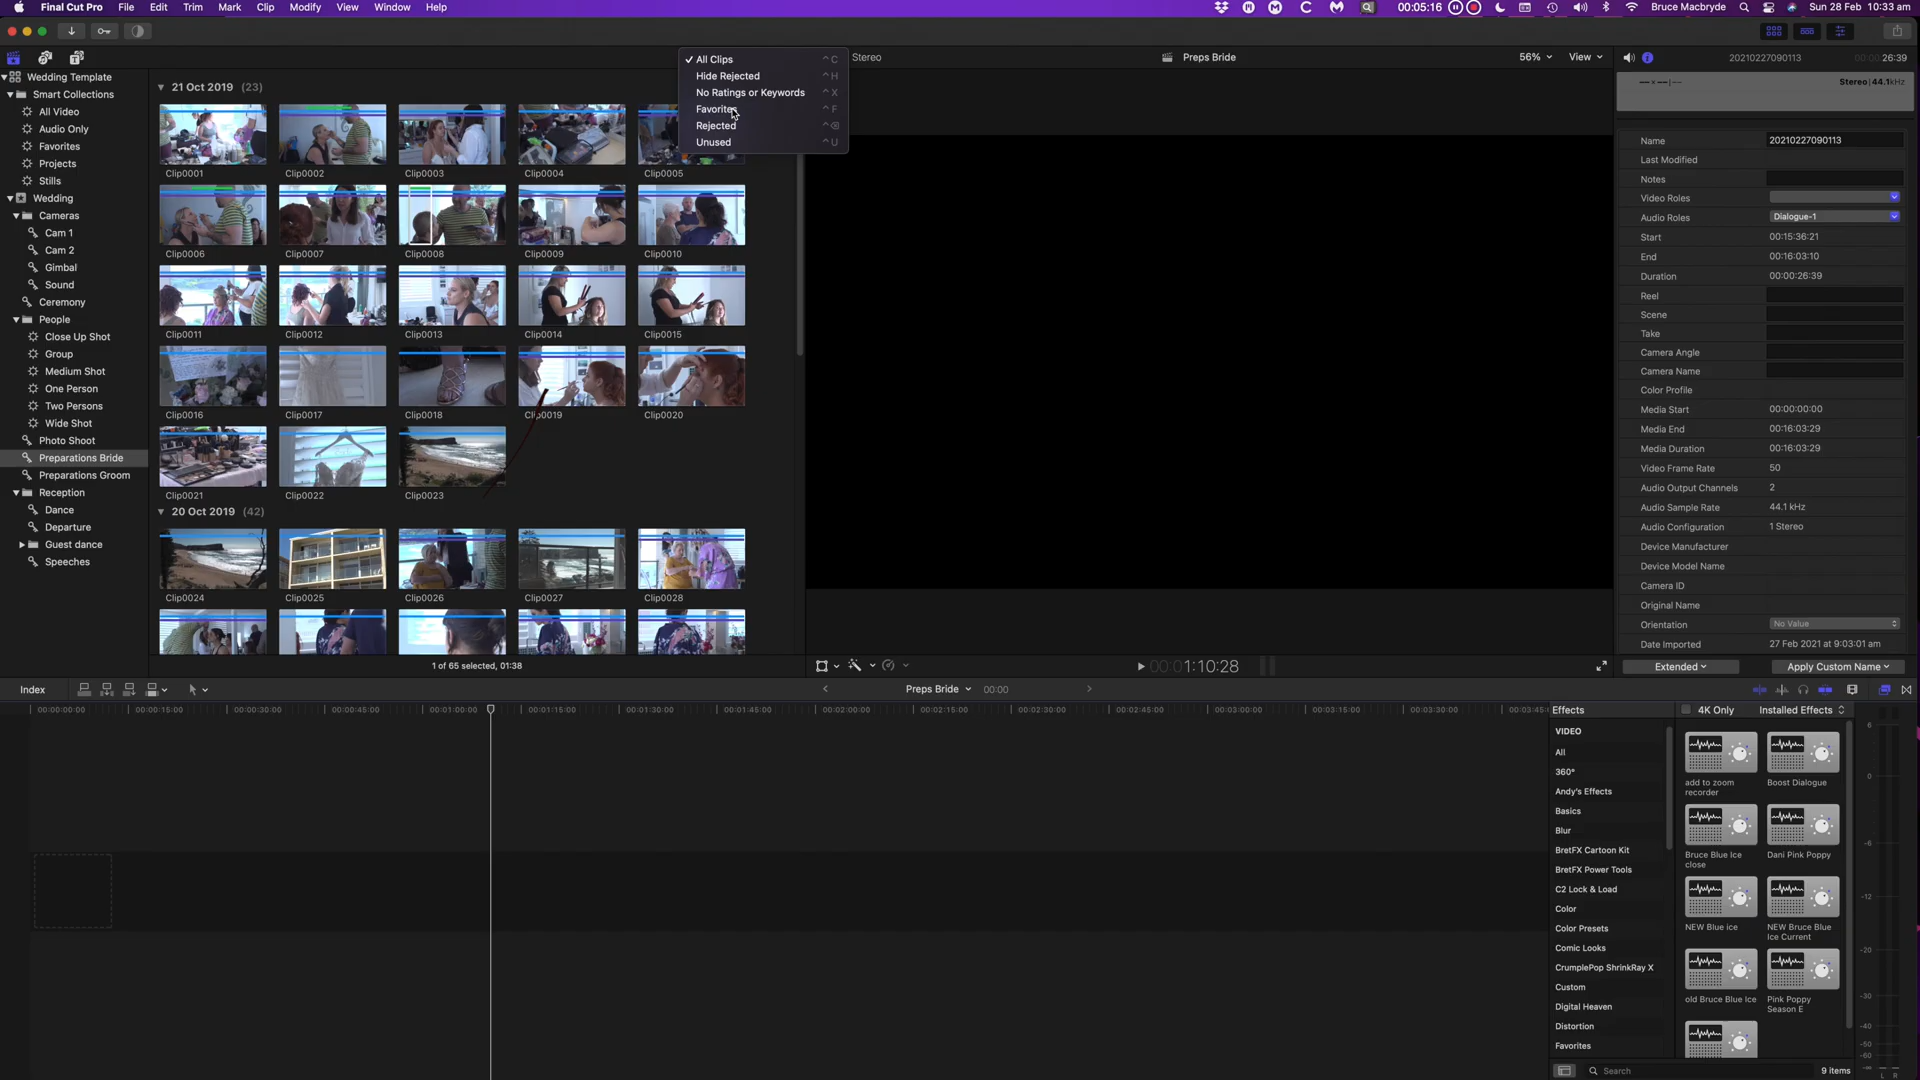 Final Cut Pro File Edit Trim Mark Clip Modify View Window Help
00:05:16 Bruce Macbryde Sun 28 Feb 10:33 am
Wedding Template
Smart Collections
All Video
Audio Only
Favorites
Projects
Stills
Wedding
Cameras
Cam 1
Cam 2
Gimbal
Sound
Ceremony
People
Close Up Shot
Group
Medium Shot
One Person
Two Persons
Wide Shot
Photo Shoot
Preparations Bride
Preparations Groom
Reception
Dance
Departure
Guest dance
Speeches
21 Oct 2019 (23)
Clip0001 Clip0002 Clip0003 Clip0004 Clip0005
Clip0006 Clip0007 Clip0008 Clip0009 Clip0010
Clip0011 Clip0012 Clip0013 Clip0014 Clip0015
Clip0016 Clip0017 Clip0018 Clip0019 Clip0020
Clip0021 Clip0022 Clip0023
20 Oct 2019 (42)
Clip0024 Clip0025 Clip0026 Clip0027 Clip0028
1 of 65 selected, 01:38
All Clips ^C
Hide Rejected ^H
No Ratings or Keywords ^X
Favorites ^F
Rejected ^⌫
Unused ^U
Stereo
Preps Bride
56% View
00:00:1:10:28
20210227090113 26:39
Stereo | 44.1kHz
Name 20210227090113
Last Modified
Notes
Video Roles
Audio Roles Dialogue-1
Start 00:15:36:21
End 00:16:03:10
Duration 00:00:26:39
Reel
Scene
Take
Camera Angle
Camera Name
Color Profile
Media Start 00:00:00:00
Media End 00:16:03:29
Media Duration 00:16:03:29
Video Frame Rate 50
Audio Output Channels 2
Audio Sample Rate 44.1 kHz
Audio Configuration 1 Stereo
Device Manufacturer
Device Model Name
Camera ID
Original Name
Orientation No Value
Date Imported 27 Feb 2021 at 9:03:01 am
Extended Apply Custom Name
Index
Preps Bride 00:00
00:00:00:00 00:00:15:00 00:00:30:00 00:00:45:00 00:01:00:00 00:01:15:00 00:01:30:00 00:01:45:00 00:02:00:00 00:02:15:00 00:02:30:00 00:02:45:00 00:03:00:00 00:03:15:00 00:03:30:00 00:03:45:
Effects
VIDEO
All
360°
Andy's Effects
Basics
Blur
BretFX Cartoon Kit
BretFX Power Tools
C2 Lock & Load
Color
Color Presets
Comic Looks
CrumplePop ShrinkRay X
Custom
Digital Heaven
Distortion
Favorites
4K Only Installed Effects
add to zoom recorder
Boost Dialogue
Bruce Blue Ice close
Dani Pink Poppy
NEW Blue ice
NEW Bruce Blue Ice Current
old Bruce Blue Ice
Pink Poppy Season E
Search
9 items
6
0
-6
-12
-20
-30
-40
-50
-60
L R